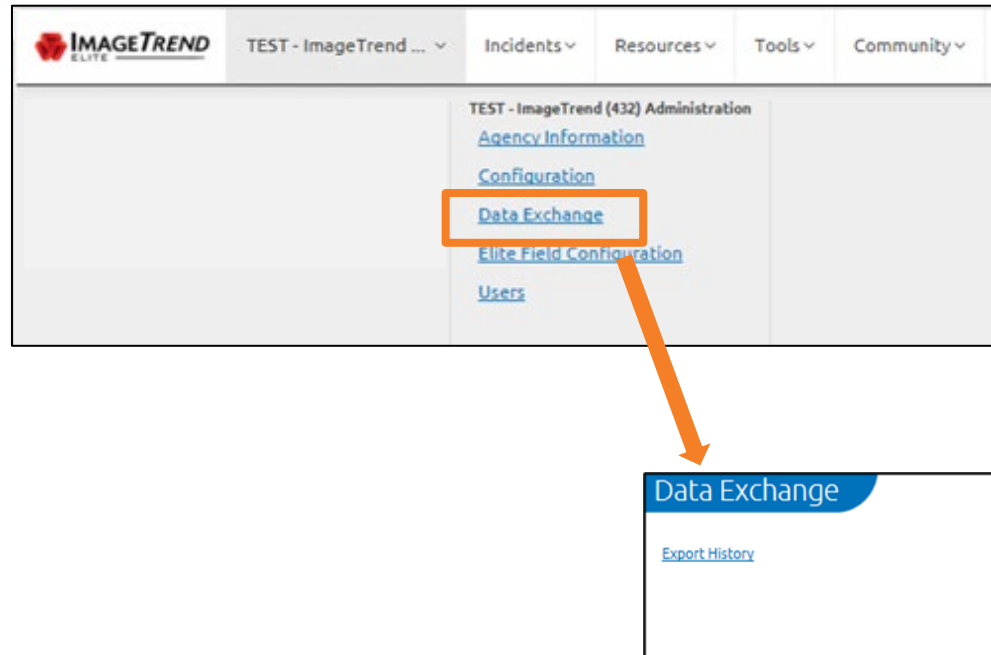 IMAGETREND
ELITE
TEST - ImageTrend ... Incidents Resources Tools Community
TEST - ImageTrend (432) Administration
Agency Information
Configuration
Data Exchange
Elite Field Configuration
Users
Data Exchange
Export History